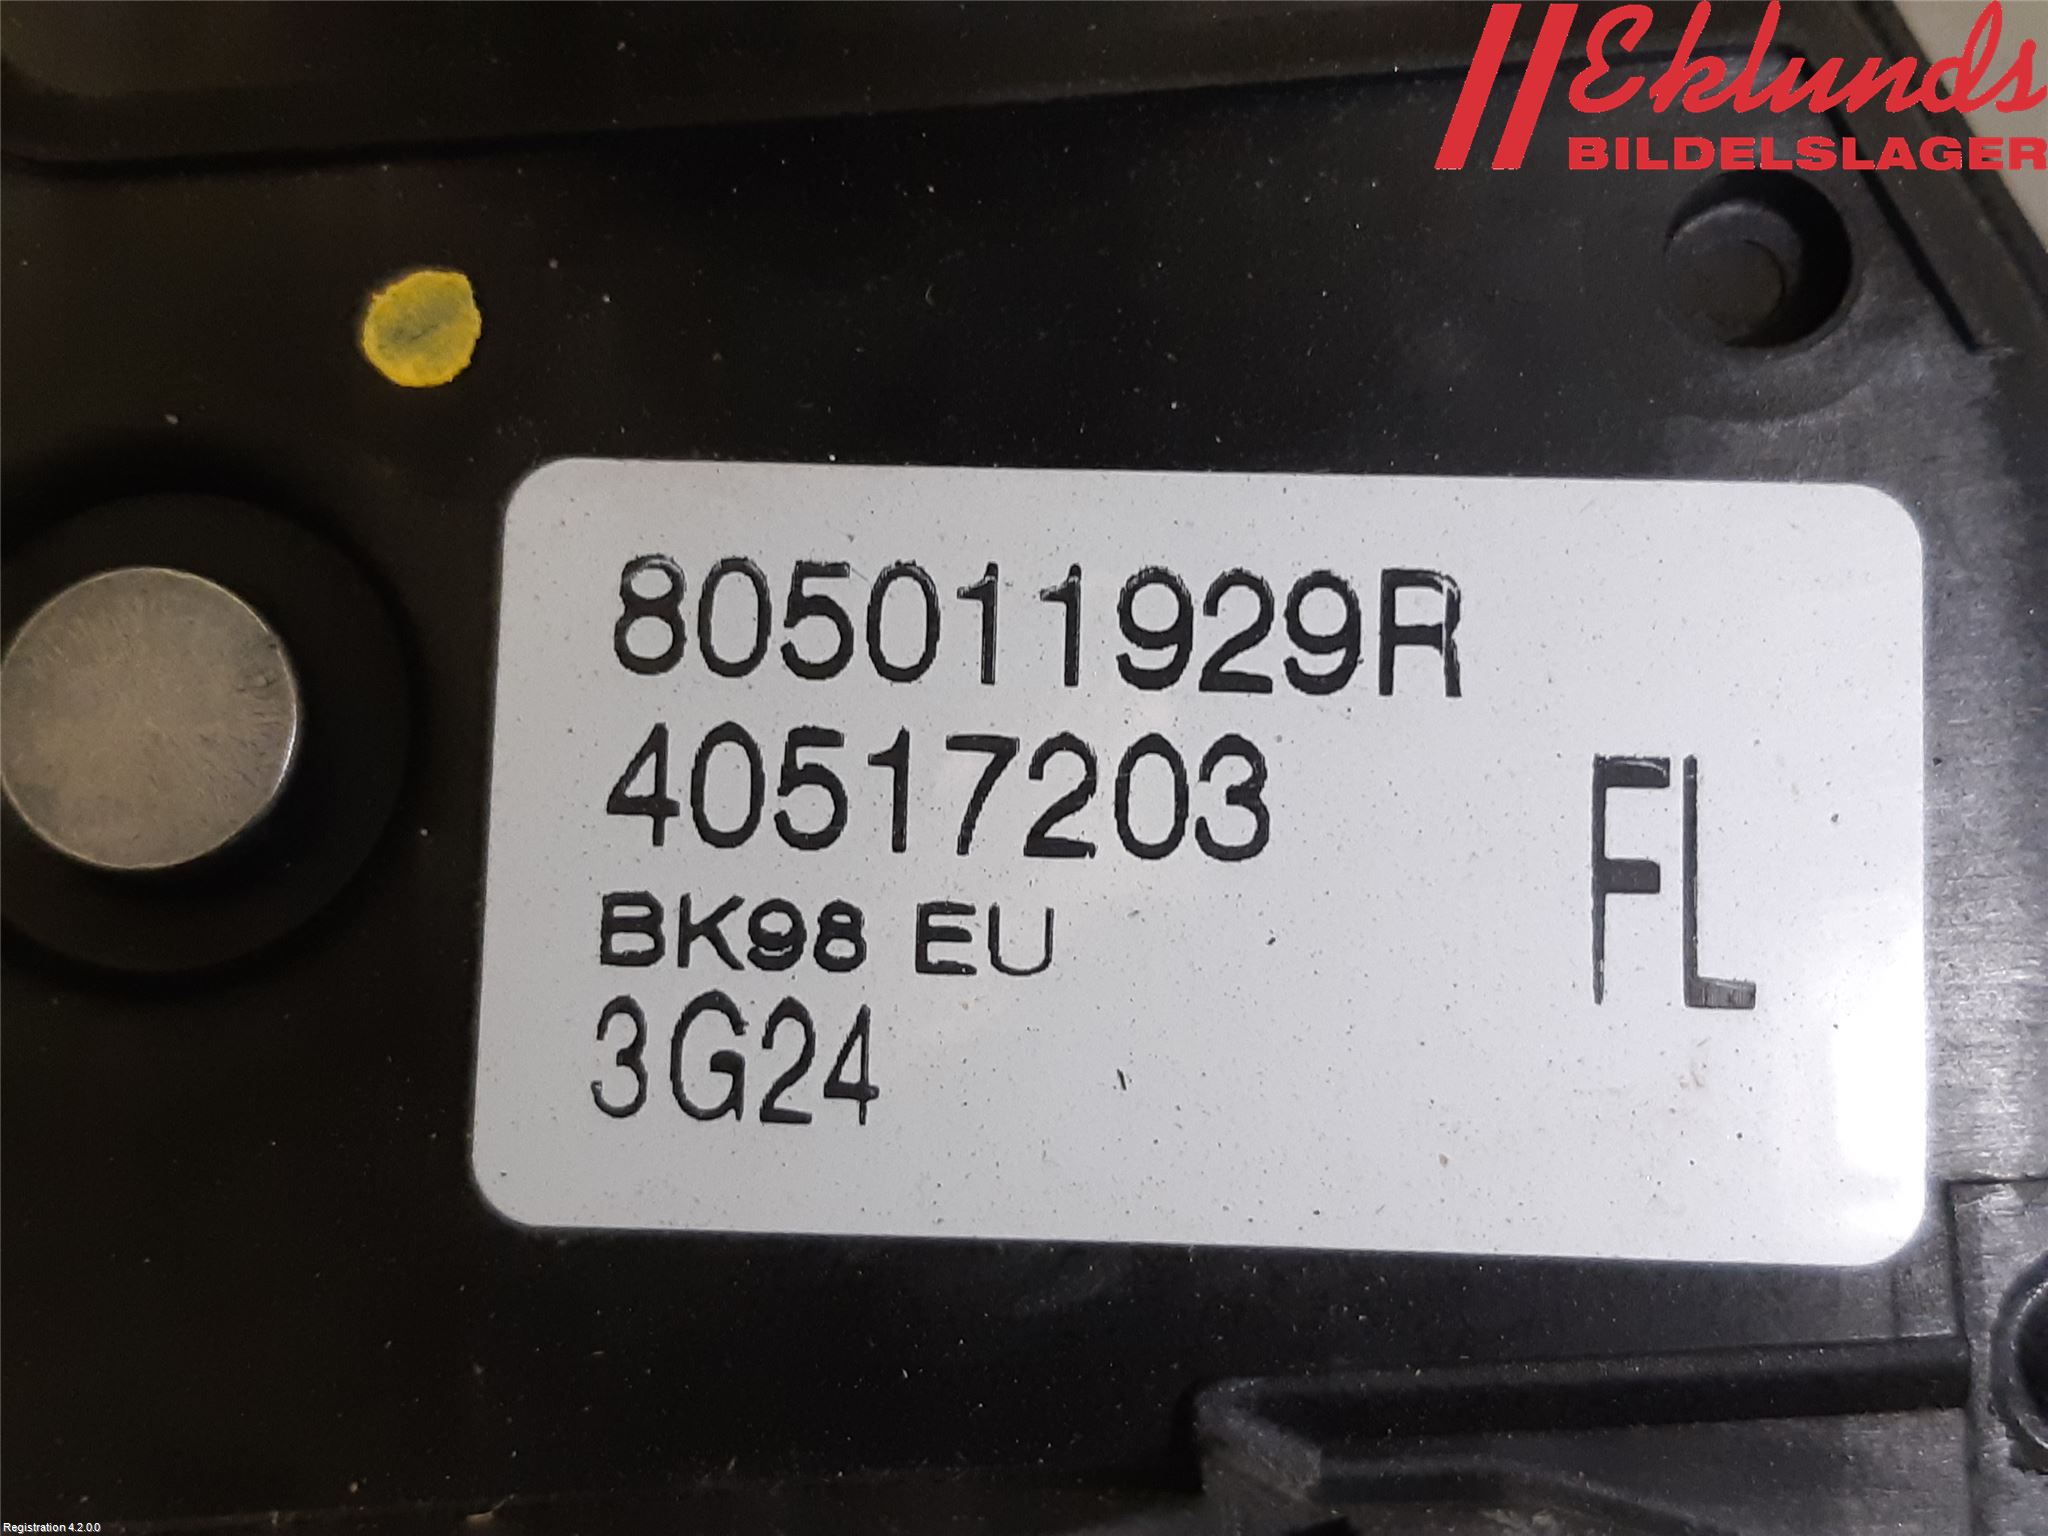 Eklunds
BILDELSLAGER
805011929R
40517203
BK98 EU
3G24
FL
Registration 4.2.0.0